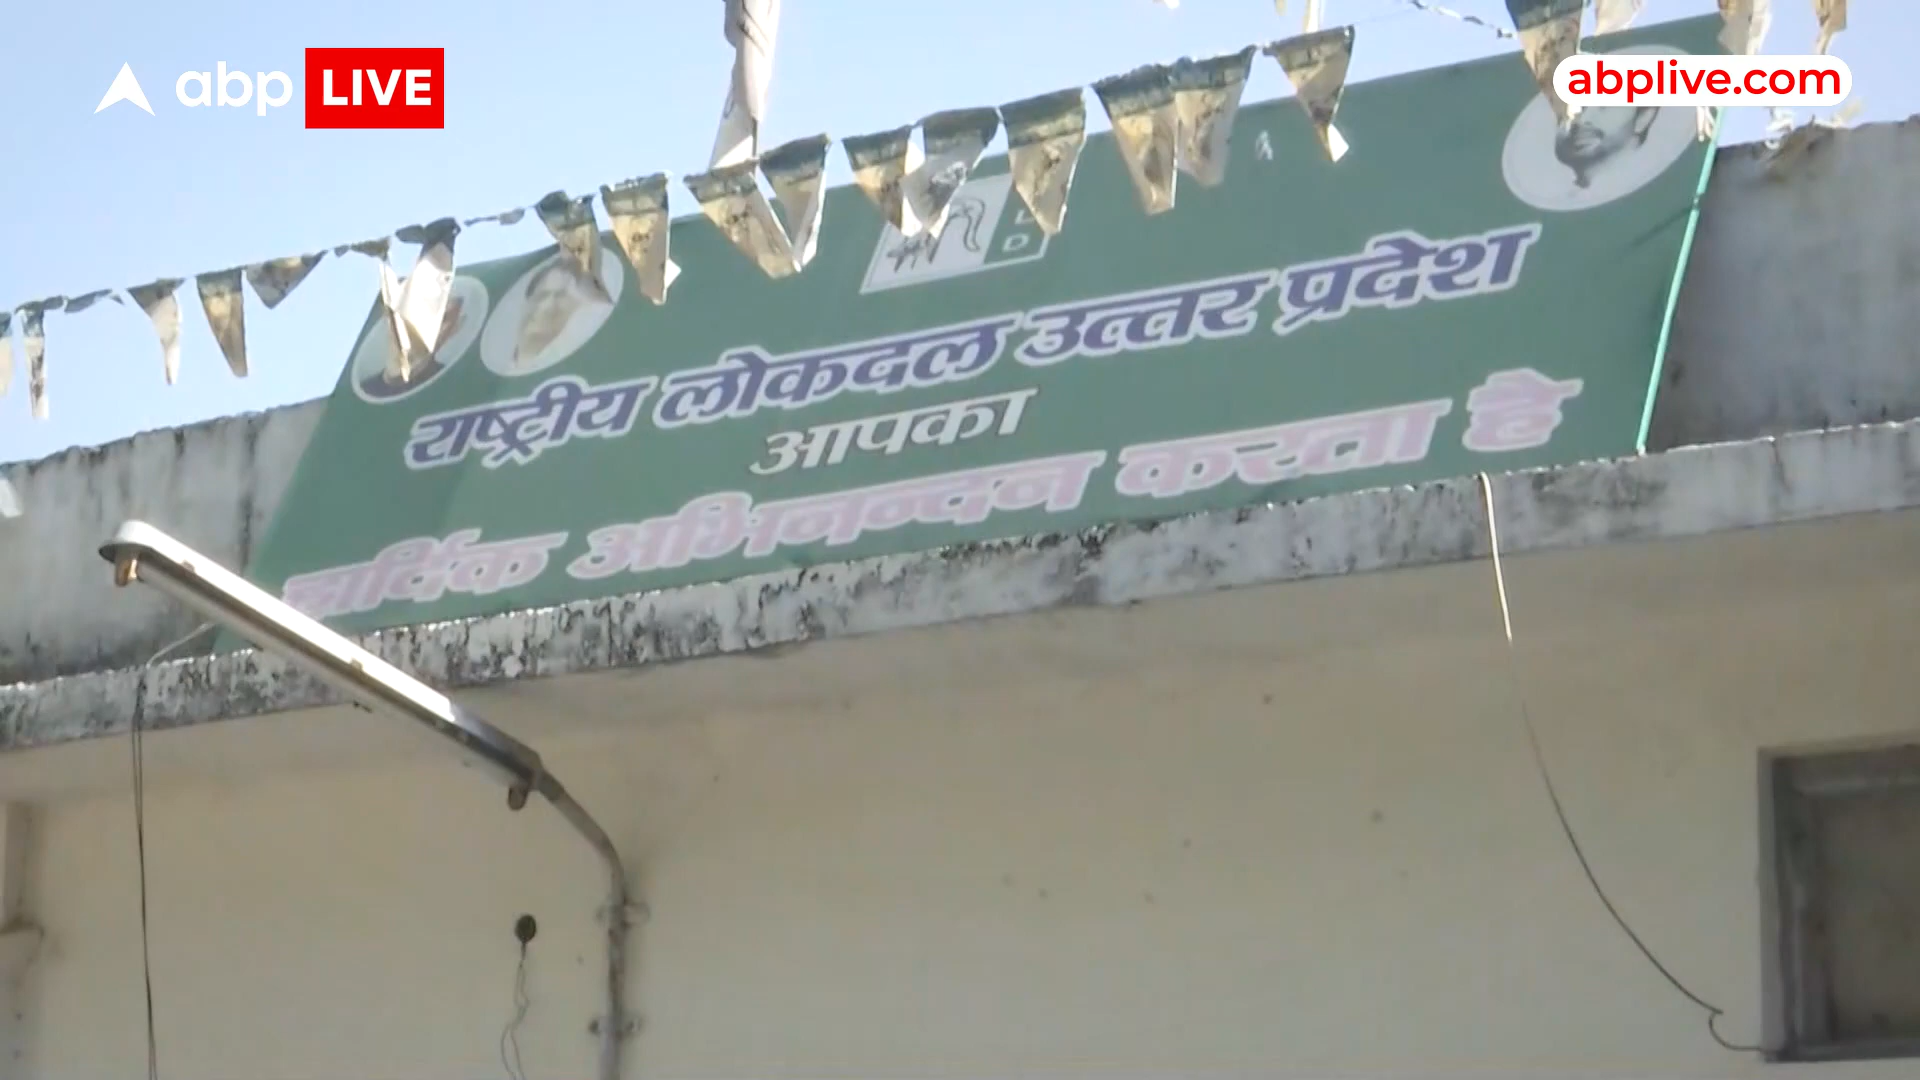 abp LIVE
abplive.com
L
D
राष्ट्रीय लोकदल उत्तर प्रदेश
आपका
हार्दिक अभिनन्दन करता है